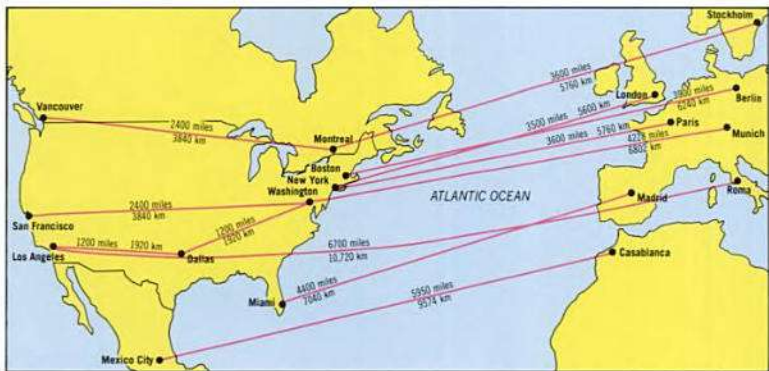 Stockholm
3600 miles
5760 km
London
3900 miles
6240 km
Berlin
Vancouver
2400 miles
3840 km
3500 miles 5600 km
Paris
Montreal
3600 miles 5760 km
Munich
4228 miles
6802 km
Boston
New York
Washington
ATLANTIC OCEAN
Madrid
Roma
2400 miles
3840 km
San Francisco
1200 miles
1920 km
Los Angeles
1200 miles 1920 km
Dallas
6700 miles
10,720 km
Casablanca
4400 miles
7040 km
Miami
5950 miles
9574 km
Mexico City